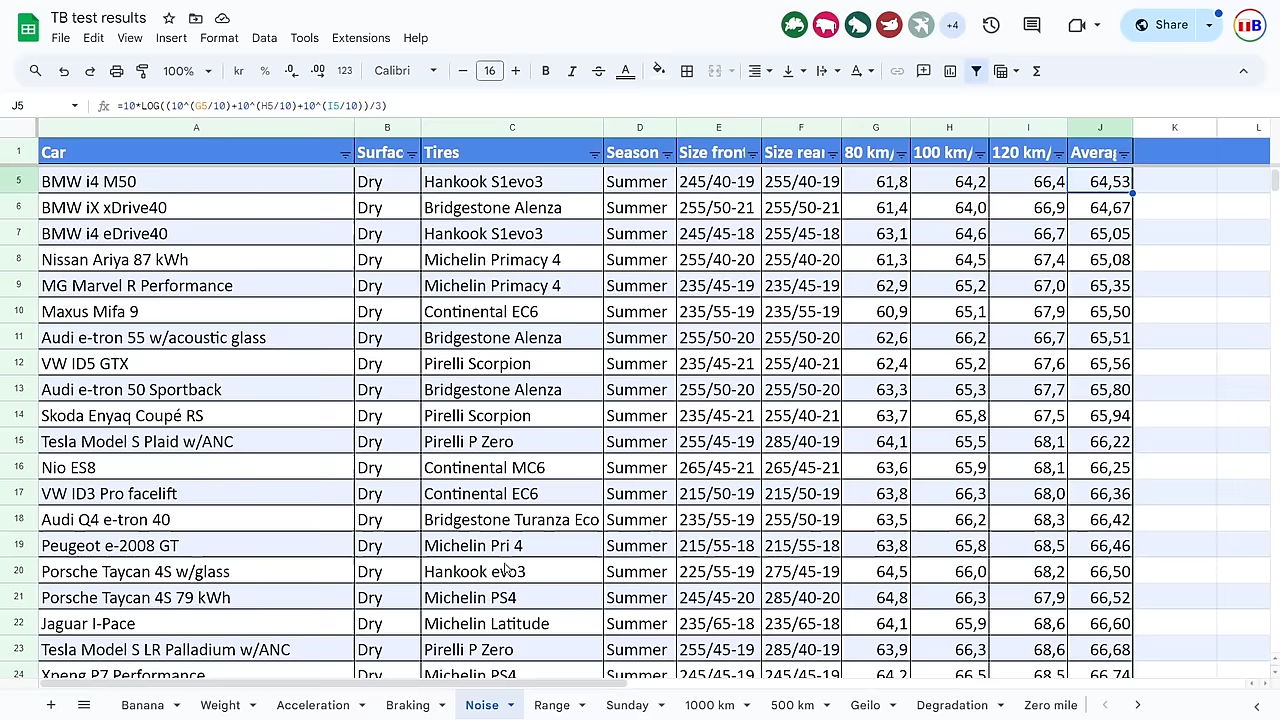 TB test results
+4
Share
TB
File Edit View Insert Format Data Tools Extensions Help
100% kr % .0 .00 123 Calibri 16 B I S A
J5 fx =10*LOG((10^(G5/10)+10^(H5/10)+10^(I5/10))/3)
A B C D E F G H I J K L
1 Car Surfac Tires Season Size front Size rear 80 km/ 100 km/ 120 km/ Averag
5 BMW i4 M50 Dry Hankook S1evo3 Summer 245/40-19 255/40-19 61,8 64,2 66,4 64,53
6 BMW iX xDrive40 Dry Bridgestone Alenza Summer 255/50-21 255/50-21 61,4 64,0 66,9 64,67
7 BMW i4 eDrive40 Dry Hankook S1evo3 Summer 245/45-18 255/45-18 63,1 64,6 66,7 65,05
8 Nissan Ariya 87 kWh Dry Michelin Primacy 4 Summer 255/40-20 255/40-20 61,3 64,5 67,4 65,08
9 MG Marvel R Performance Dry Michelin Primacy 4 Summer 235/45-19 235/45-19 62,9 65,2 67,0 65,35
10 Maxus Mifa 9 Dry Continental EC6 Summer 235/55-19 235/55-19 60,9 65,1 67,9 65,50
11 Audi e-tron 55 w/acoustic glass Dry Bridgestone Alenza Summer 255/50-20 255/50-20 62,6 66,2 66,7 65,51
12 VW ID5 GTX Dry Pirelli Scorpion Summer 235/45-21 255/40-21 62,4 65,2 67,6 65,56
13 Audi e-tron 50 Sportback Dry Bridgestone Alenza Summer 255/50-20 255/50-20 63,3 65,3 67,7 65,80
14 Skoda Enyaq Coupé RS Dry Pirelli Scorpion Summer 235/45-21 255/40-21 63,7 65,8 67,5 65,94
15 Tesla Model S Plaid w/ANC Dry Pirelli P Zero Summer 255/45-19 285/40-19 64,1 65,5 68,1 66,22
16 Nio ES8 Dry Continental MC6 Summer 265/45-21 265/45-21 63,6 65,9 68,1 66,25
17 VW ID3 Pro facelift Dry Continental EC6 Summer 215/50-19 215/50-19 63,8 66,3 68,0 66,36
18 Audi Q4 e-tron 40 Dry Bridgestone Turanza Eco Summer 235/55-19 255/50-19 63,5 66,2 68,3 66,42
19 Peugeot e-2008 GT Dry Michelin Pri 4 Summer 215/55-18 215/55-18 63,8 65,8 68,5 66,46
20 Porsche Taycan 4S w/glass Dry Hankook evo3 Summer 225/55-19 275/45-19 64,5 66,0 68,2 66,50
21 Porsche Taycan 4S 79 kWh Dry Michelin PS4 Summer 245/45-20 285/40-20 64,8 66,3 67,9 66,52
22 Jaguar I-Pace Dry Michelin Latitude Summer 235/65-18 235/65-18 64,1 65,9 68,6 66,60
23 Tesla Model S LR Palladium w/ANC Dry Pirelli P Zero Summer 255/45-19 285/40-19 63,9 66,3 68,6 66,68
24 Xpeng P7 Performance Dry Michelin PS4 Summer 245/45-19 245/45-19 64,2 66,5 68,5 66,74
Banana Weight Acceleration Braking Noise Range Sunday 1000 km 500 km Geilo Degradation Zero mile